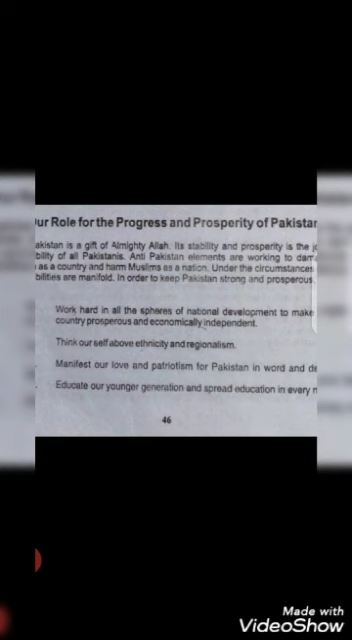 ur Role for the Progress and Prosperity of Pakistan
akistan is a gift of Almighty Allah. Its stability and prosperity is the jo
bility of all Pakistanis. Anti Pakistan elements are working to dama
as a country and harm Muslims as a nation. Under the circumstances
bilities are manifold. In order to keep Pakistan strong and prosperous,
Work hard in all the spheres of national development to make
country prosperous and economically independent.
Think our self above ethnicity and regionalism.
Manifest our love and patriotism for Pakistan in word and de
Educate our younger generation and spread education in every n
46
Made with
VideoShow